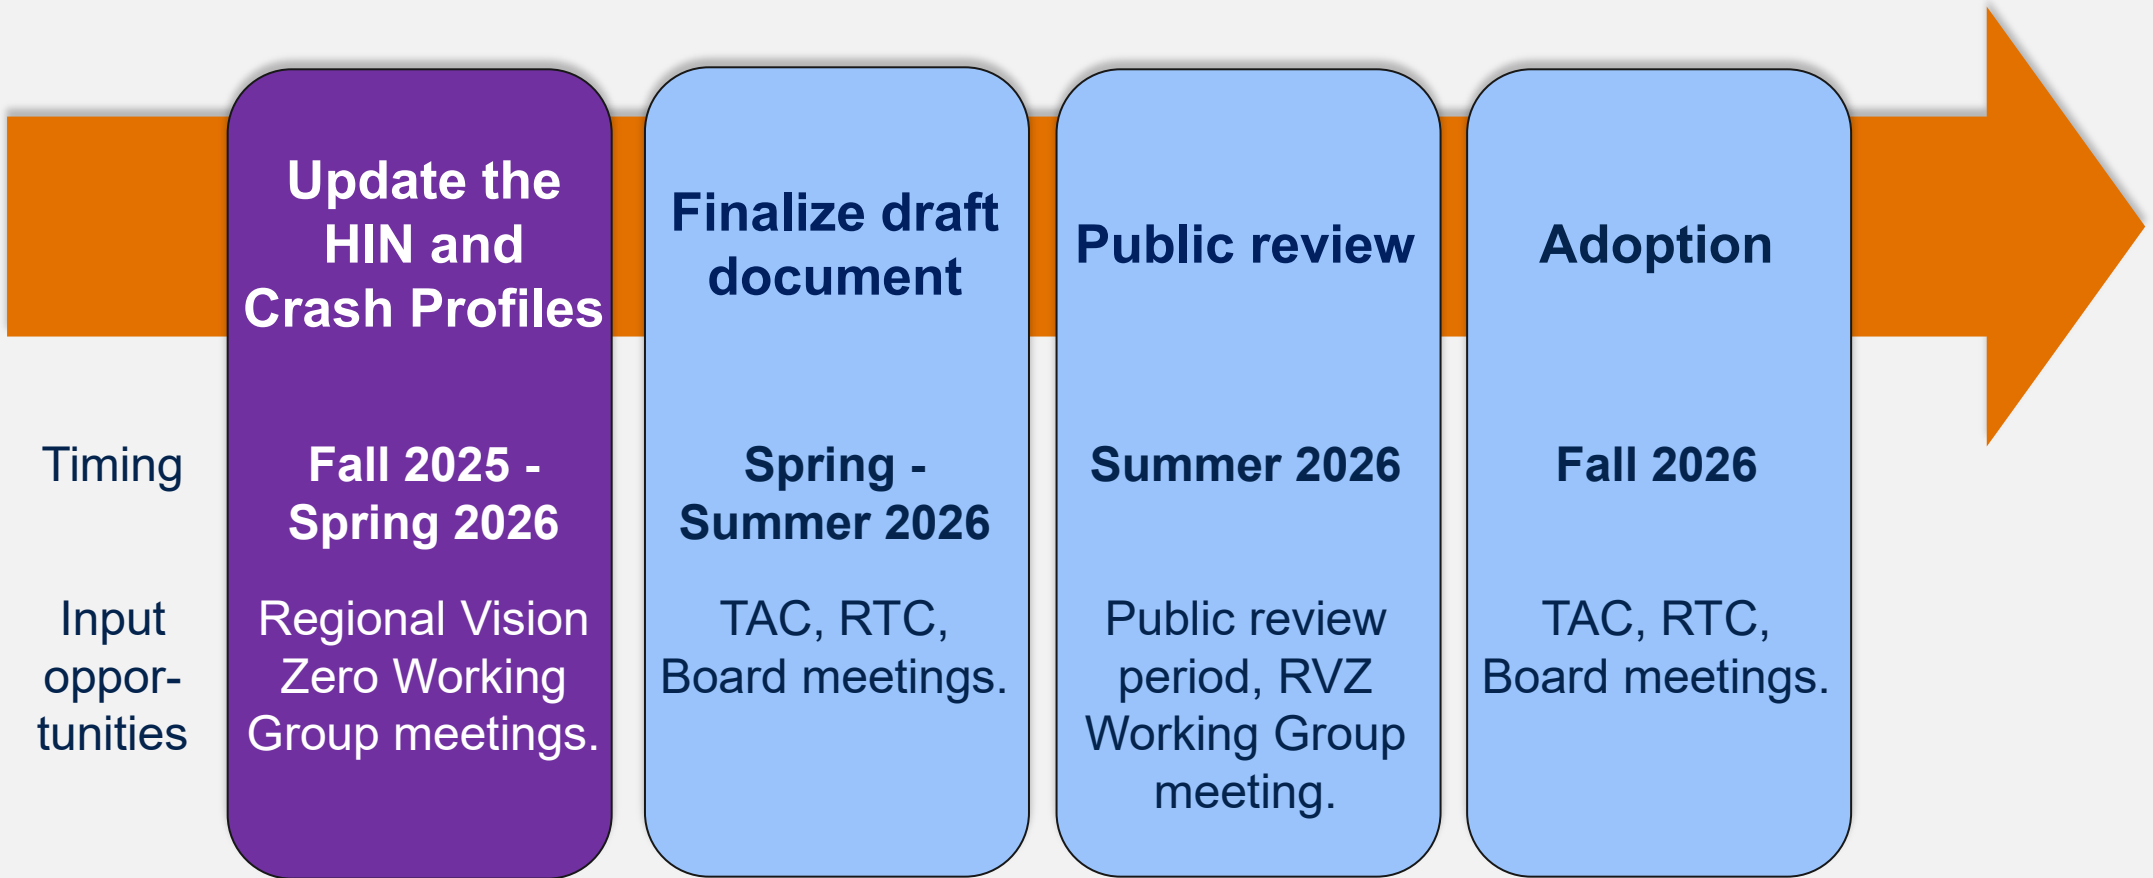 Update the
HIN and
Crash Profiles
Finalize draft
document
Public review
Adoption
Timing
Fall 2025 -
Spring 2026
Spring -
Summer 2026
Summer 2026
Fall 2026
Input
oppor-
tunities
Regional Vision
Zero Working
Group meetings.
TAC, RTC,
Board meetings.
Public review
period, RVZ
Working Group
meeting.
TAC, RTC,
Board meetings.